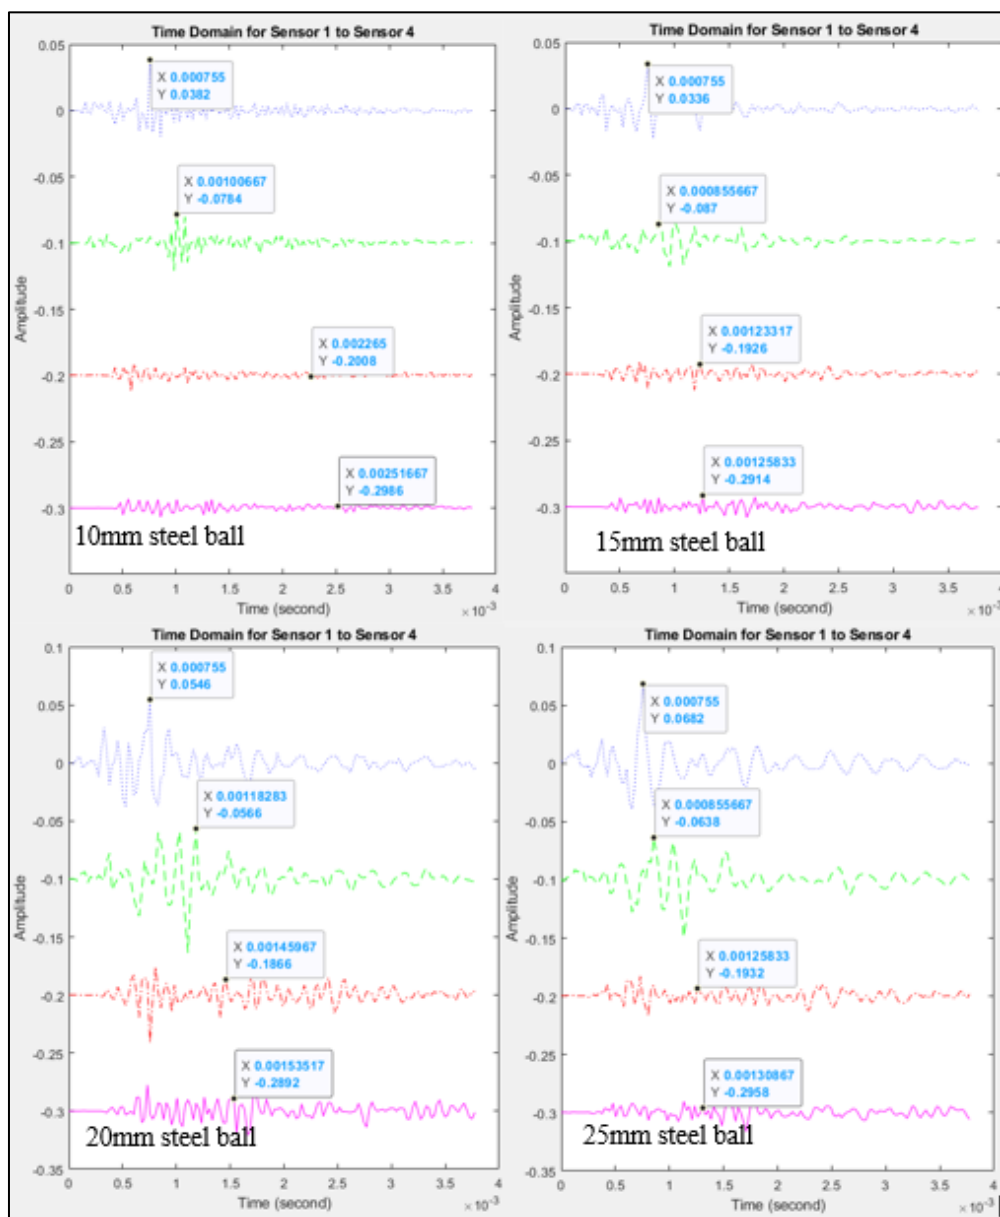 Time Domain for Sensor 1 to Sensor 4
0.05
X 0.000755
Y 0.0382
0
X 0.00100667
Y -0.0784
-0.05
-0.1
Amplitude
-0.15
X 0.002265
Y -0.2008
-0.2
-0.25
X 0.00251667
Y -0.2986
-0.3
10mm steel ball
0 0.5 1 1.5 2 2.5 3 3.5 4
Time (second)
×10⁻³
Time Domain for Sensor 1 to Sensor 4
0.05
X 0.000755
Y 0.0336
0
X 0.000855667
Y -0.087
-0.05
-0.1
Amplitude
-0.15
X 0.00123317
Y -0.1926
-0.2
-0.25
X 0.00125833
Y -0.2914
-0.3
15mm steel ball
0 0.5 1 1.5 2 2.5 3 3.5 4
Time (second)
×10⁻³
Time Domain for Sensor 1 to Sensor 4
0.1
X 0.000755
Y 0.0546
0.05
0
X 0.00118283
Y -0.0566
-0.05
-0.1
Amplitude
-0.15
X 0.00145967
Y -0.1866
-0.2
-0.25
X 0.00153517
Y -0.2892
-0.3
20mm steel ball
-0.35
0 0.5 1 1.5 2 2.5 3 3.5 4
Time (second)
×10⁻³
Time Domain for Sensor 1 to Sensor 4
0.1
X 0.000755
Y 0.0682
0.05
0
X 0.000855667
Y -0.0638
-0.05
-0.1
Amplitude
-0.15
X 0.00125833
Y -0.1932
-0.2
-0.25
X 0.00130867
Y -0.2958
-0.3
25mm steel ball
-0.35
0 0.5 1 1.5 2 2.5 3 3.5 4
Time (second)
×10⁻³